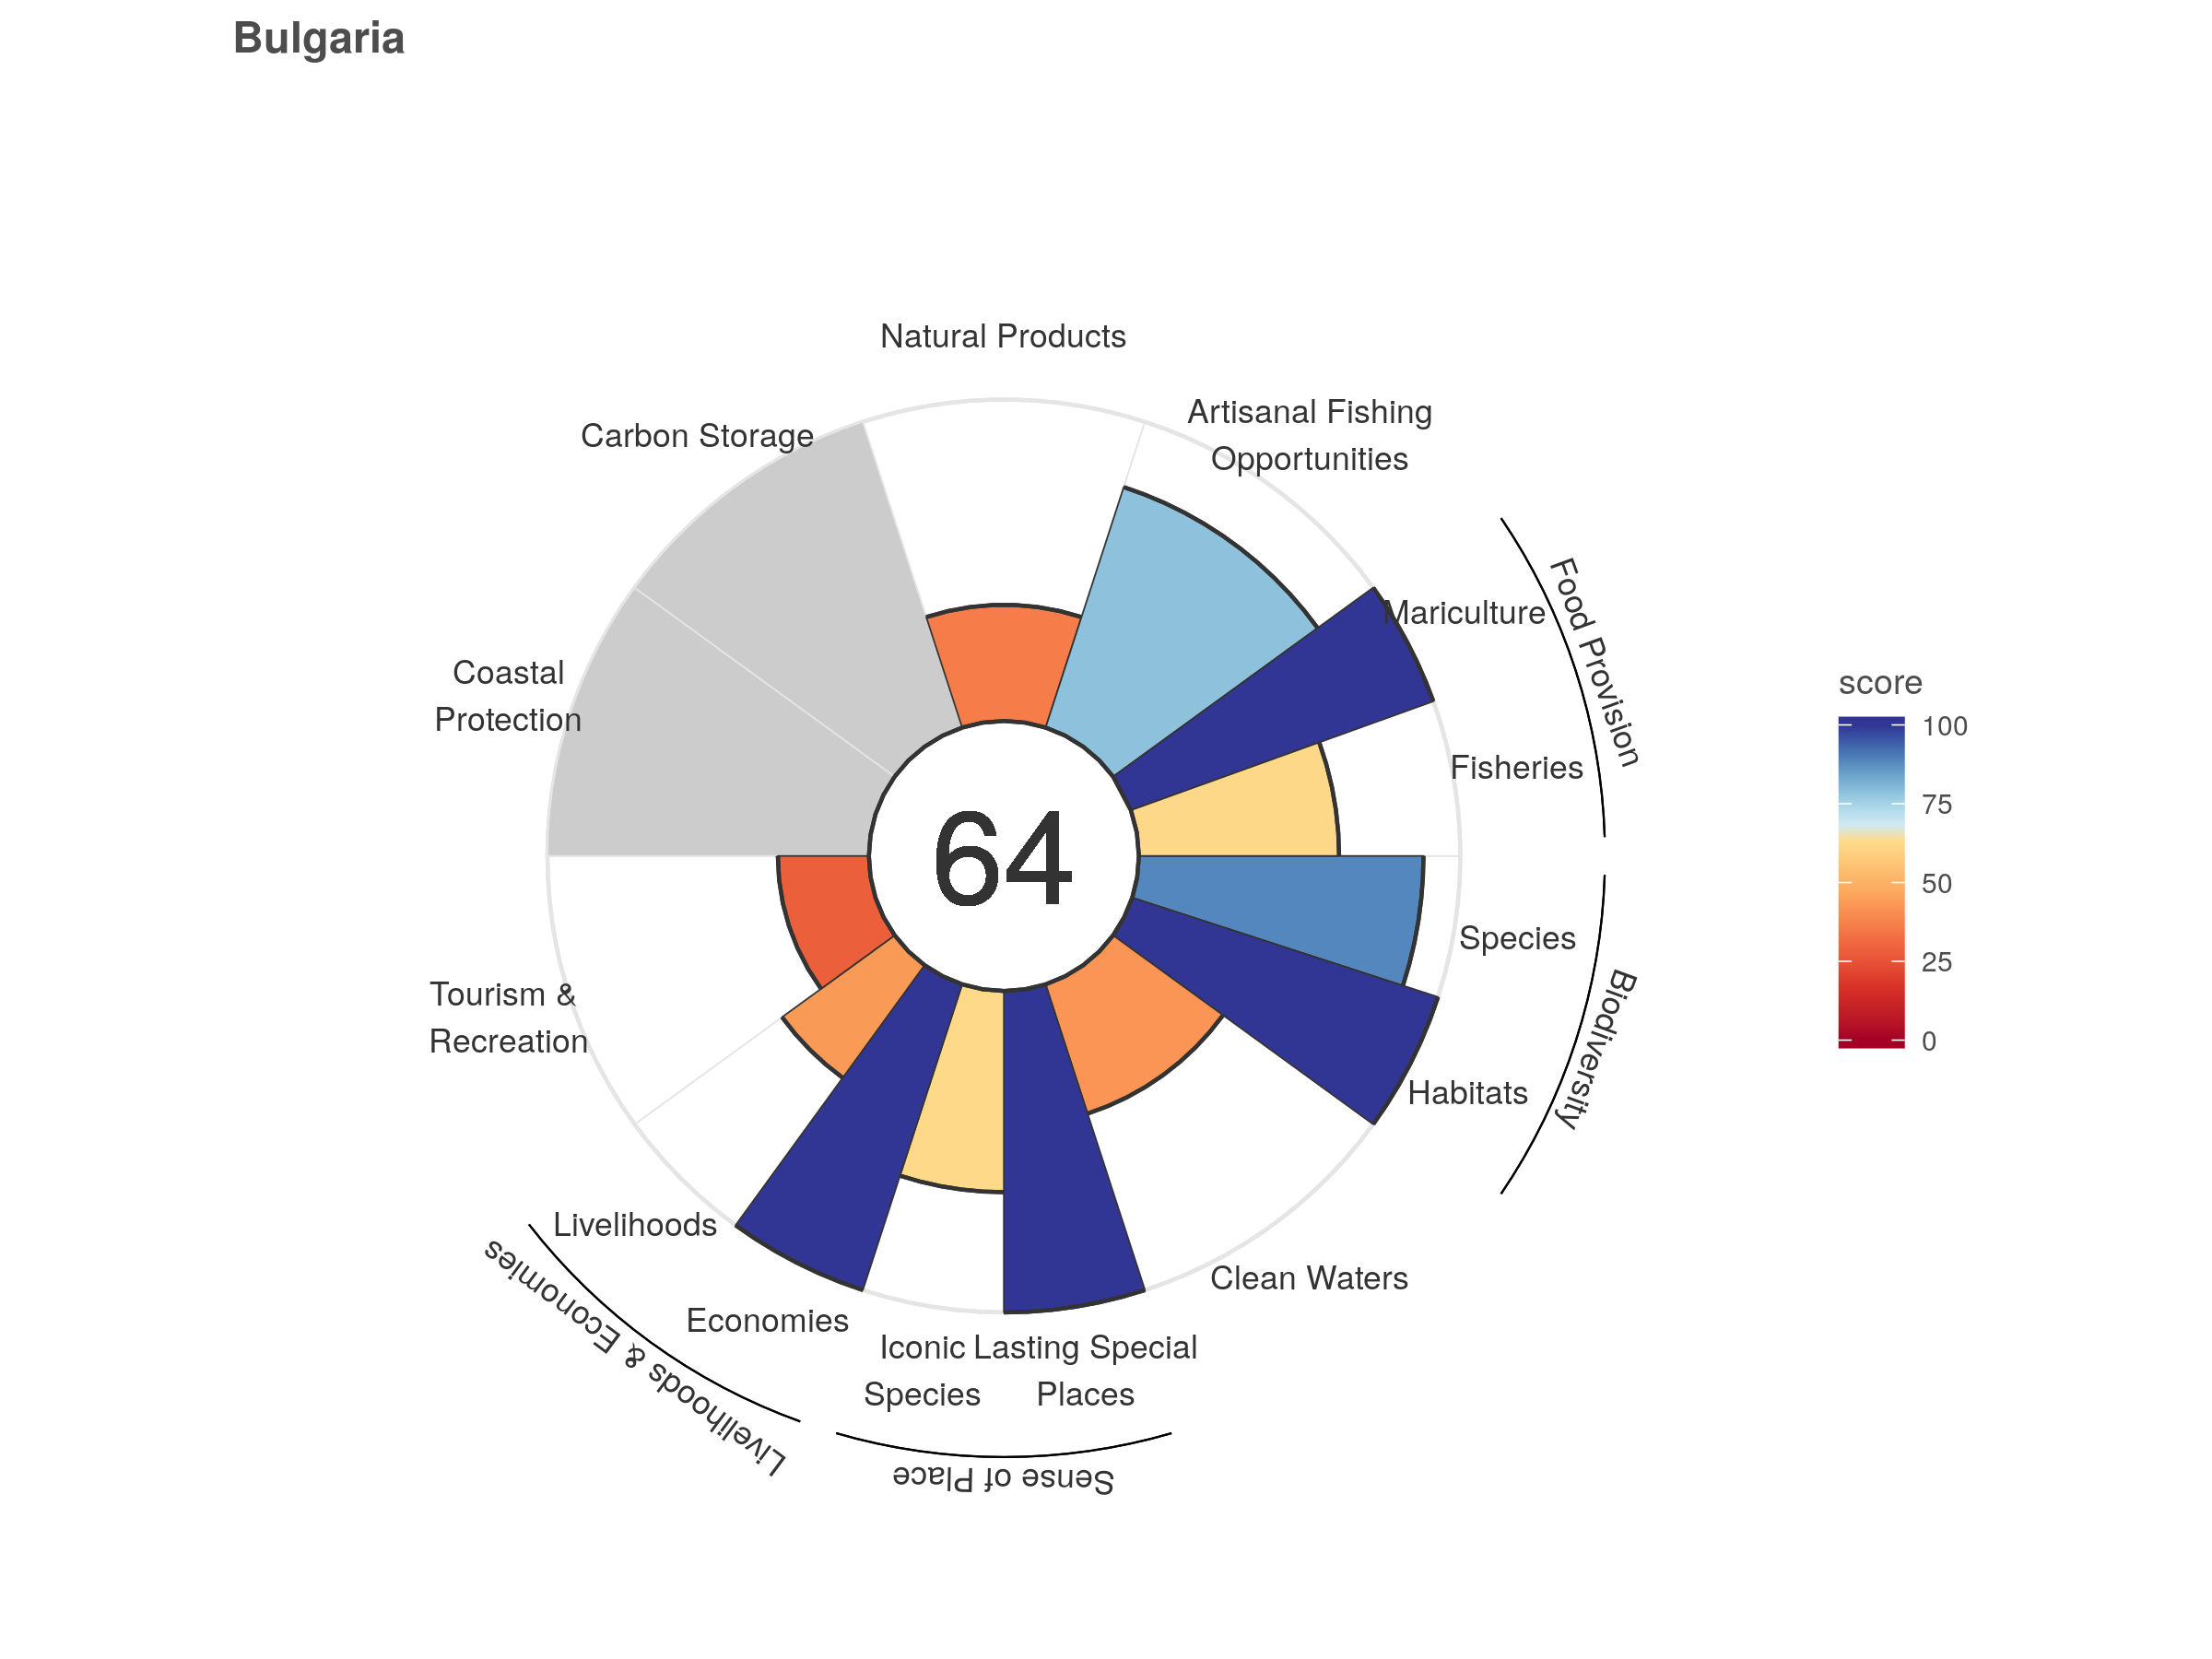 Bulgaria
Natural Products
Artisanal Fishing
Opportunities
Carbon Storage
Mariculture
Food Provision
Coastal
Protection
Fisheries
64
score
100
75
50
25
0
Species
Biodiversity
Tourism &
Recreation
Habitats
Livelihoods
Clean Waters
Economies
Iconic
Species
Lasting Special
Places
Livelihoods & Economies
Sense of Place